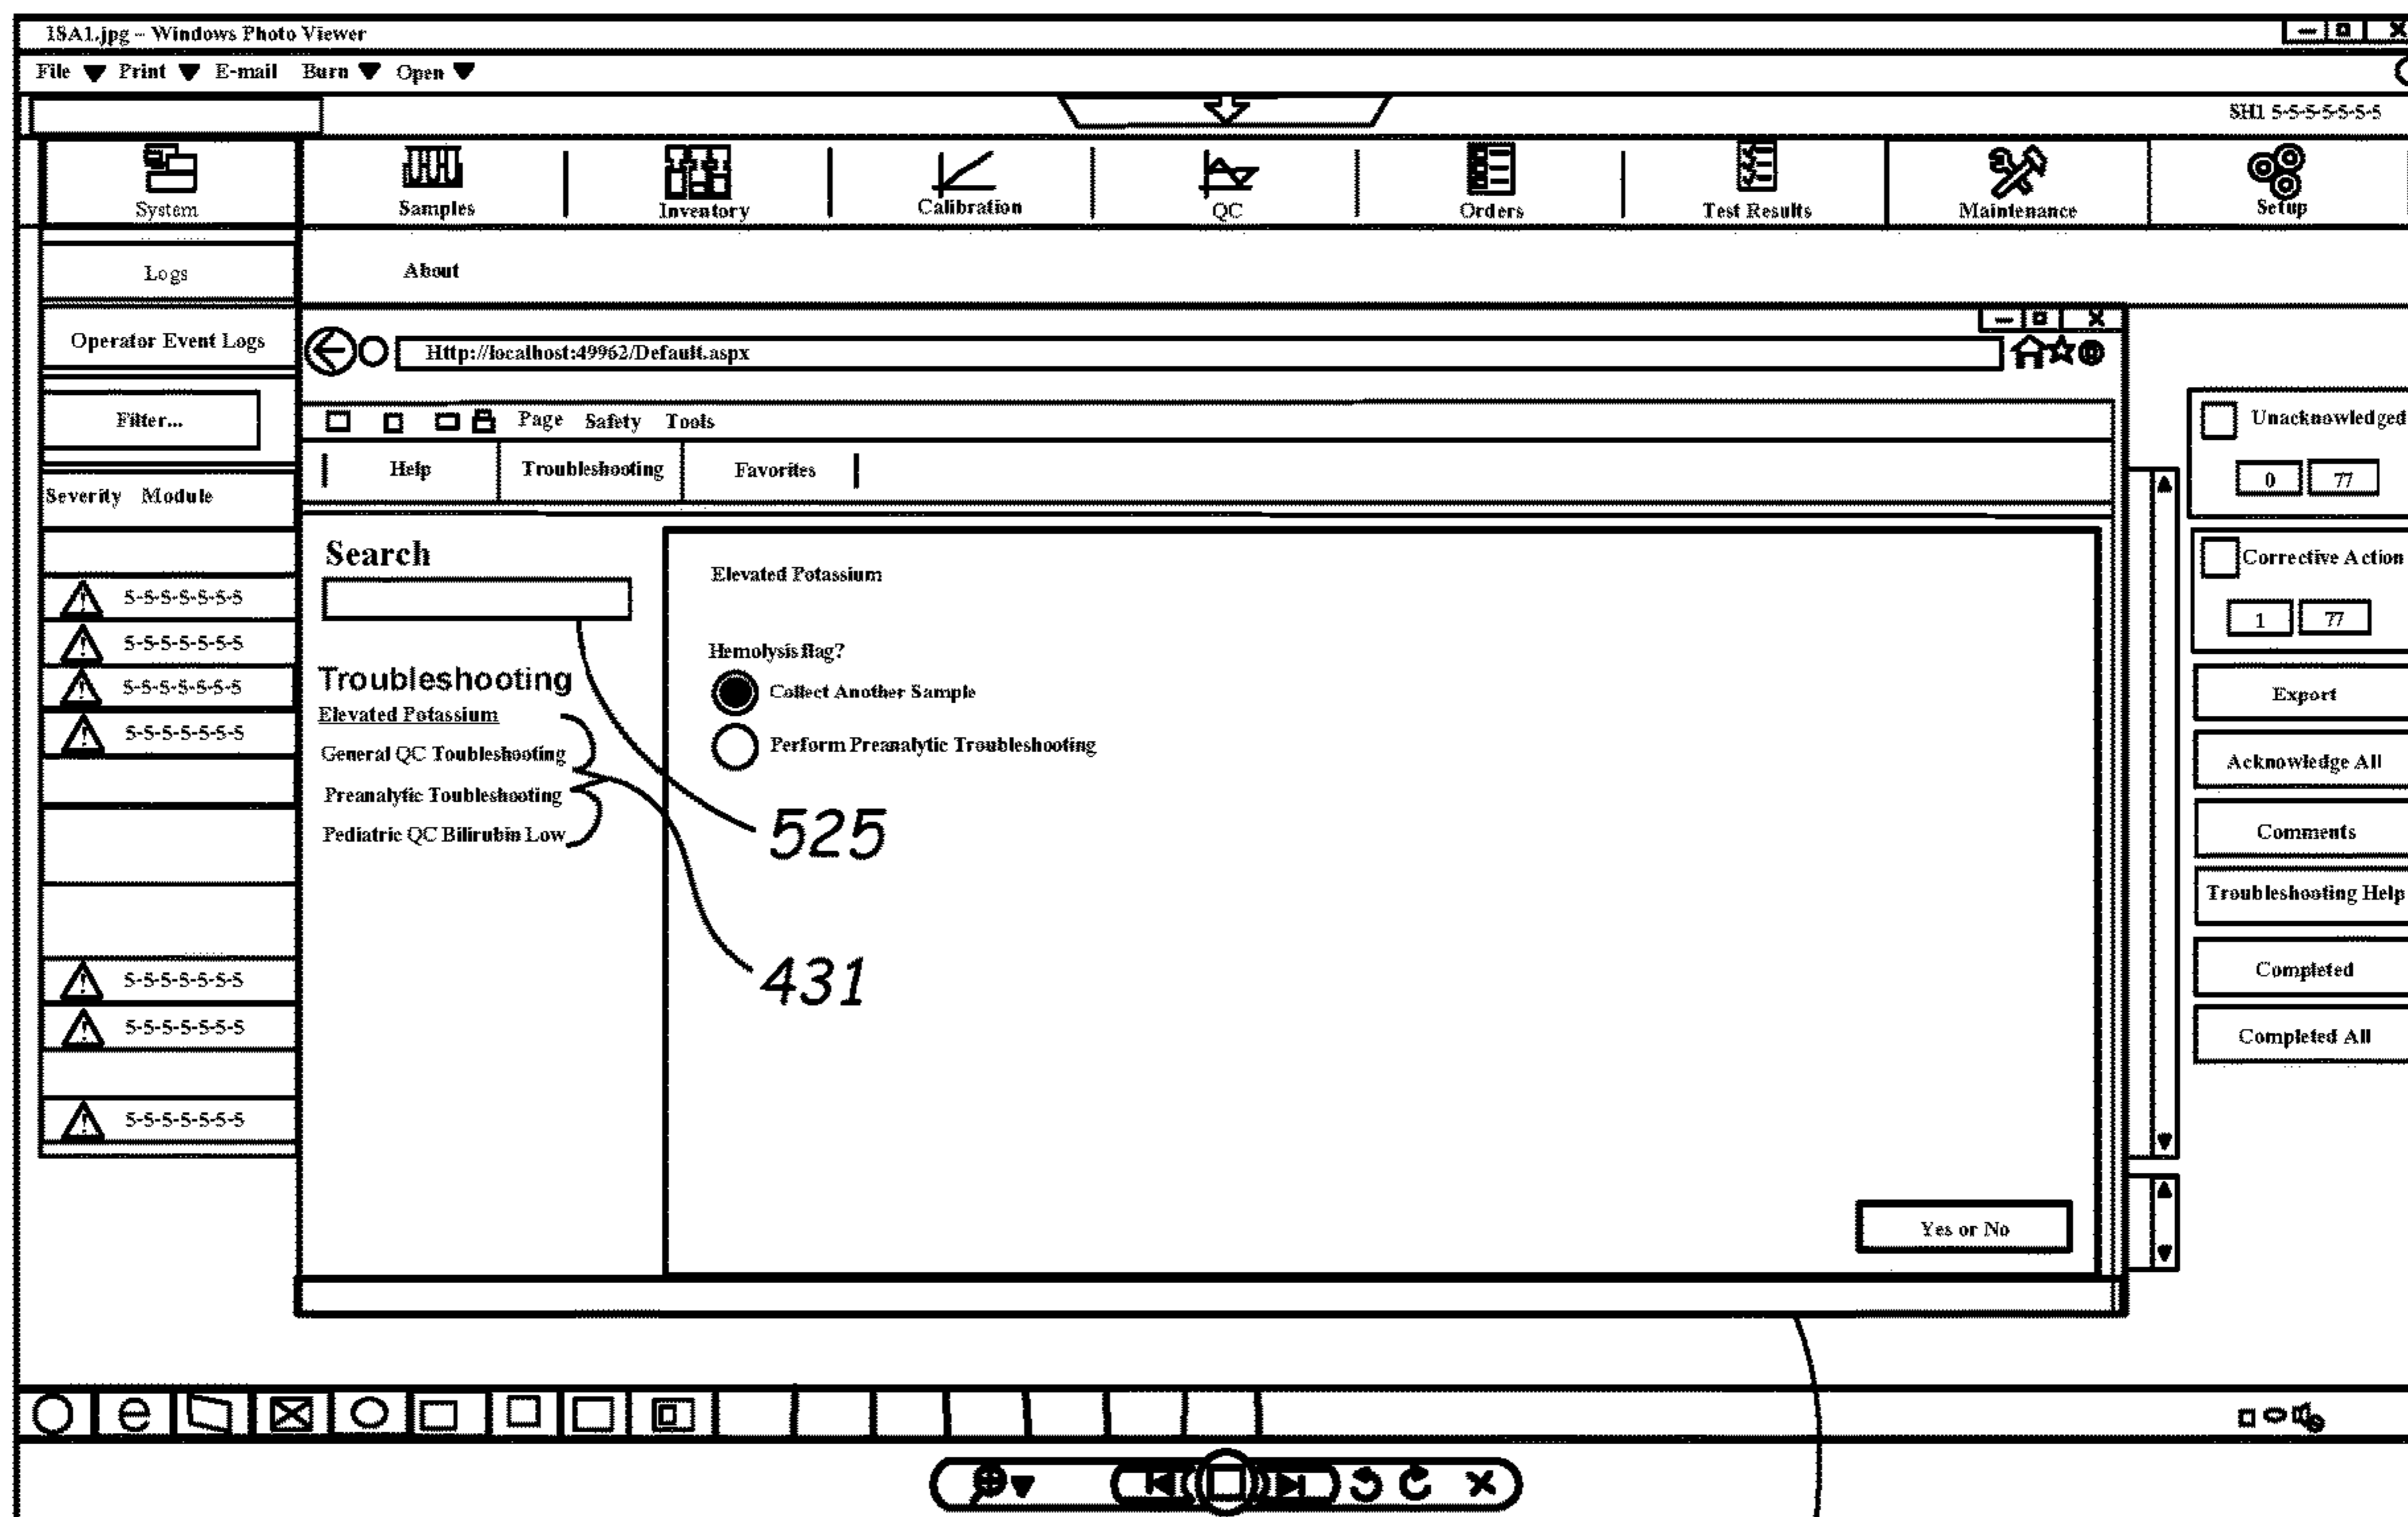 18A1.jpg – Windows Photo Viewer
File Print E-mail Burn Open
SH1 5-5-5-5-5-5-5
System Samples Inventory Calibration QC Orders Test Results Maintenance Setup
Logs About
Operator Event Logs
Http://localhost:49962/Default.aspx
Filter...
Page Safety Tools
Help Troubleshooting Favorites
Severity Module
Search
5-5-5-5-5-5-5
5-5-5-5-5-5-5
5-5-5-5-5-5-5
5-5-5-5-5-5-5
Troubleshooting
Elevated Potassium
General QC Toubleshooting
Preanalytic Toubleshooting
Pediatric QC Bilirubin Low
5-5-5-5-5-5-5
5-5-5-5-5-5-5
5-5-5-5-5-5-5
Elevated Potassium
Hemolysis flag?
Collect Another Sample
Perform Preanalytic Troubleshooting
525
431
Yes or No
Unacknowledged
0 77
Corrective Action
1 77
Export
Acknowledge All
Comments
Troubleshooting Help
Completed
Completed All